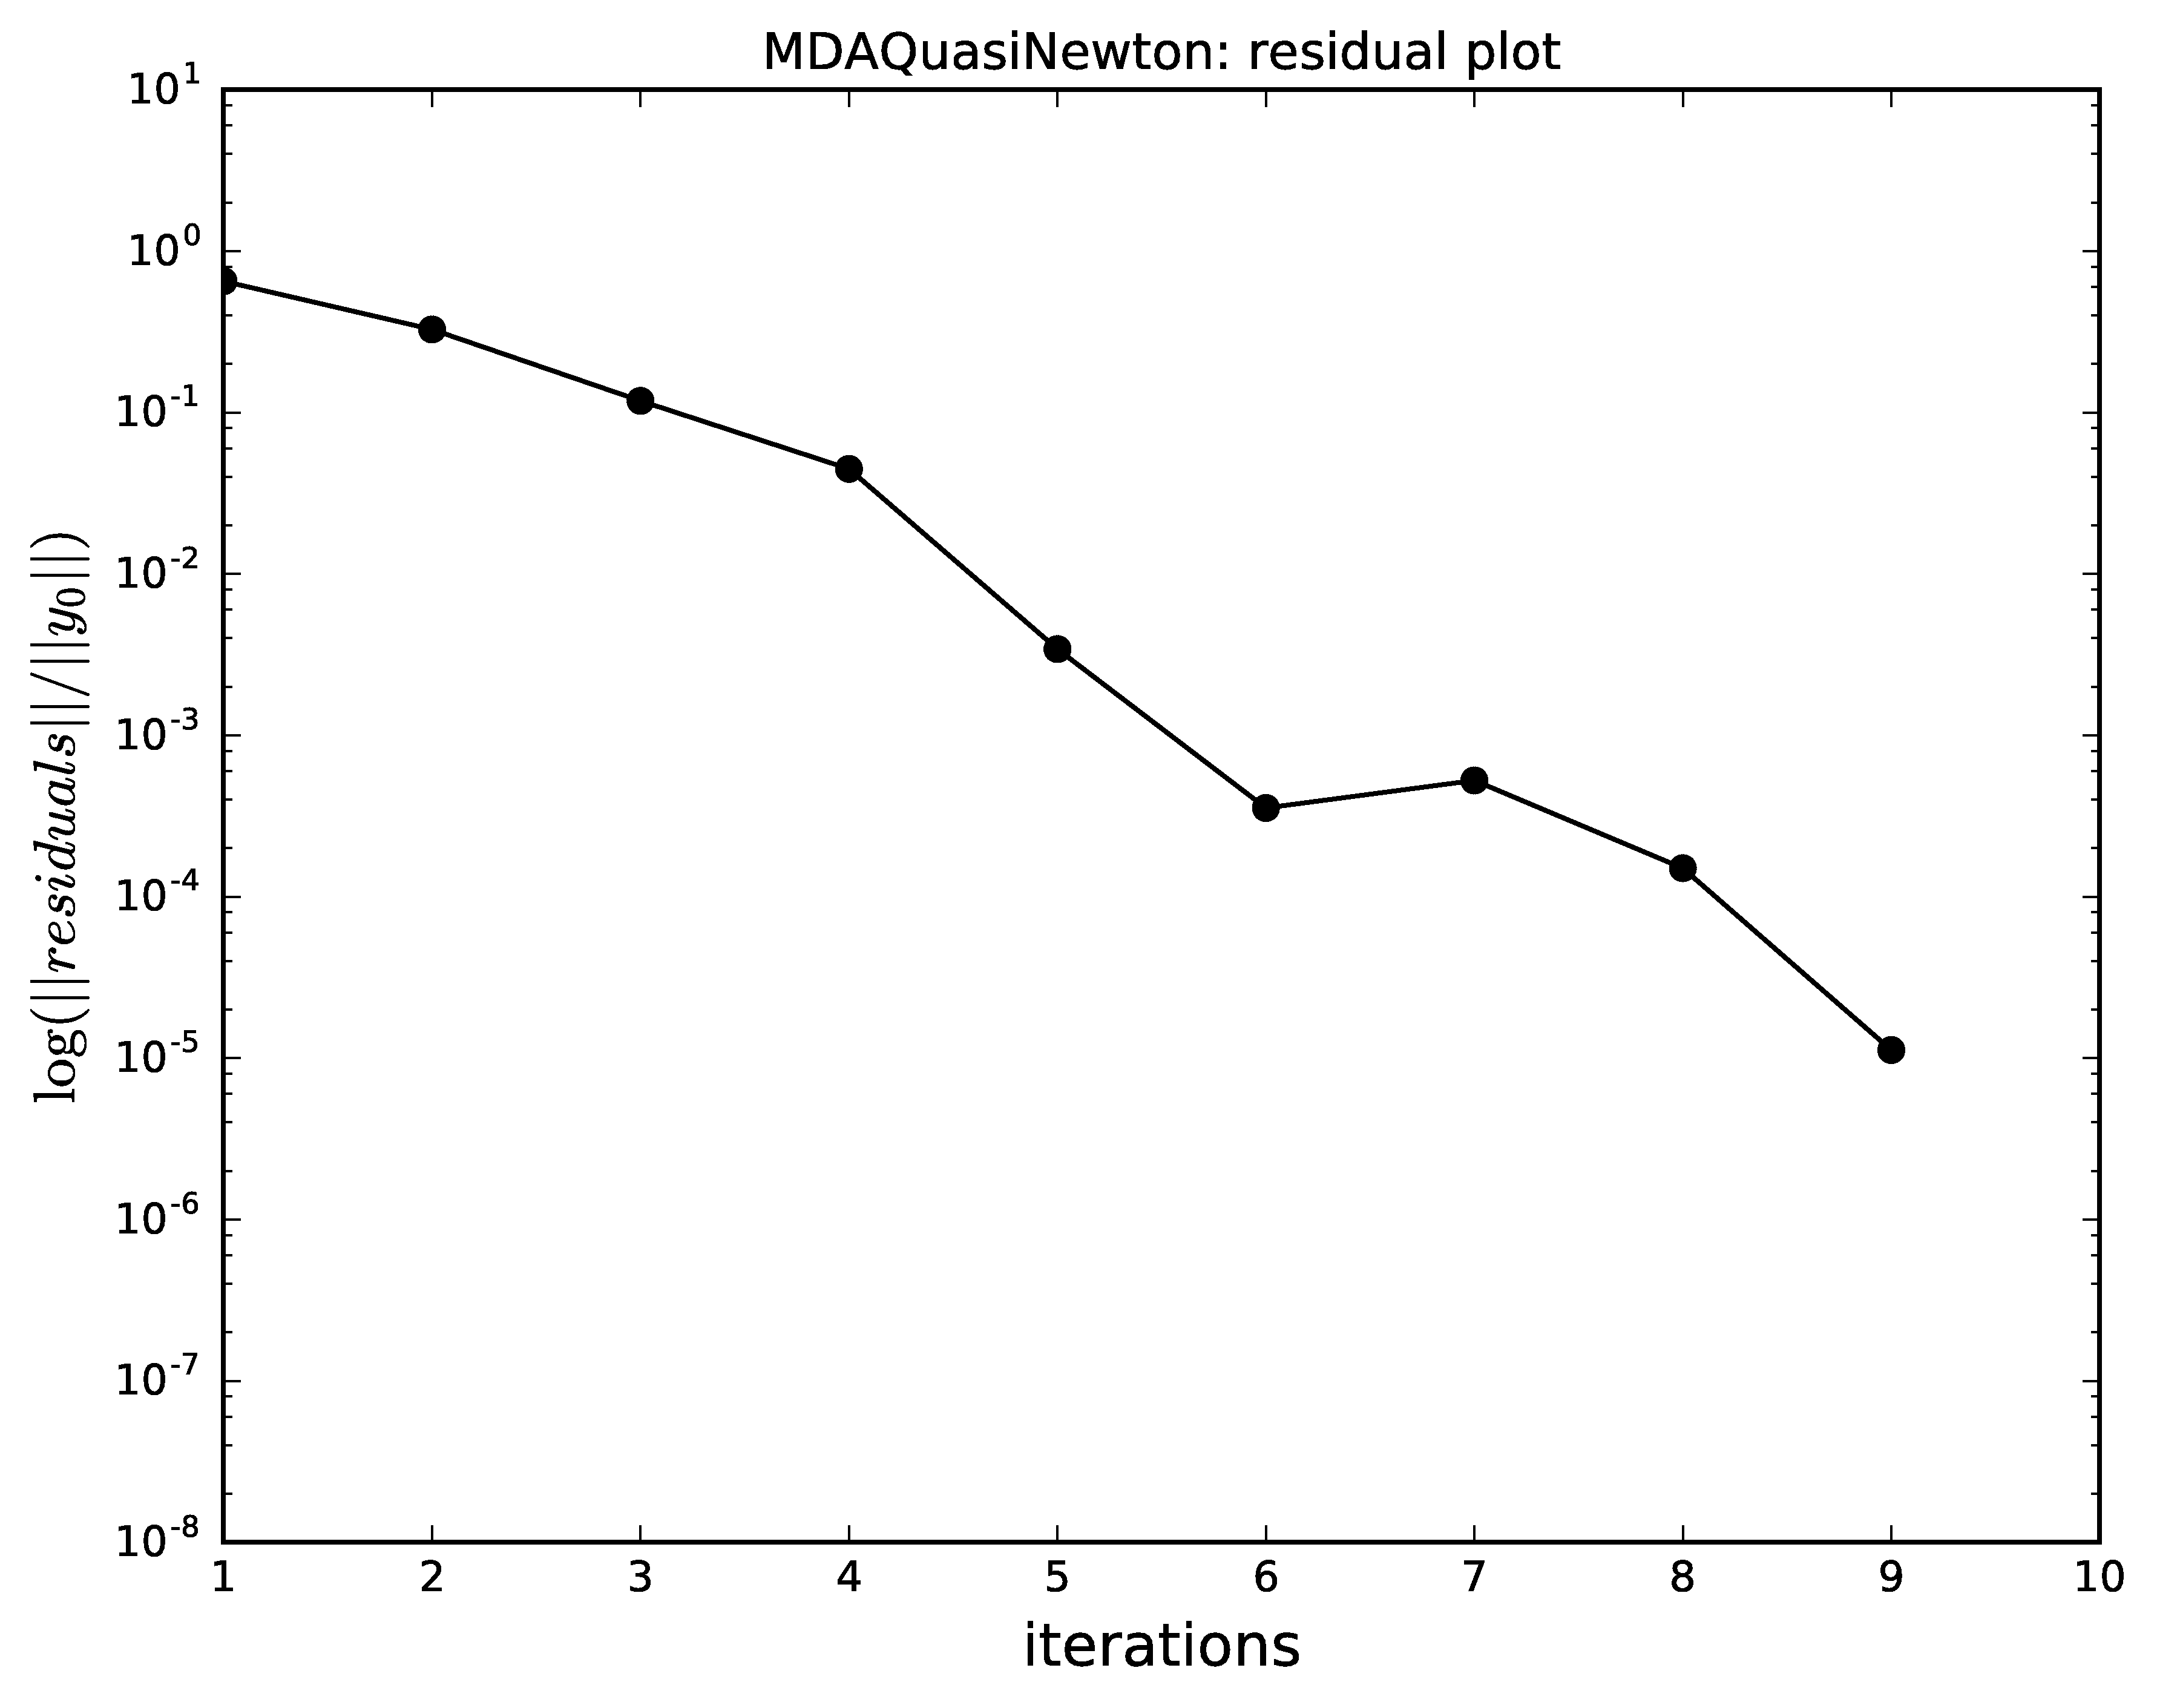 MDAQuasiNewton: residual plot
10^1
10^0
10^-1
10^-2
10^-3
10^-4
10^-5
10^-6
10^-7
10^-8
log(||residuals||/||y₀||)
1 2 3 4 5 6 7 8 9 10
iterations